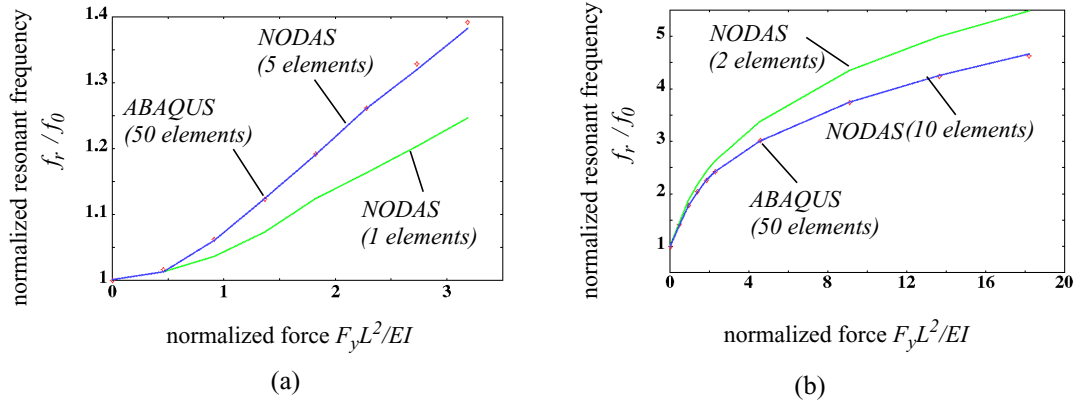 (a)
normalized resonant frequency
f_r / f_0
1.4
1.3
1.2
1.1
1
0
1
2
3
NODAS
(5 elements)
ABAQUS
(50 elements)
NODAS
(1 elements)
normalized force F_yL^2/EI
(a)
(b)
normalized resonant frequency
f_r / f_0
5
4
3
2
1
0
4
8
12
16
20
NODAS
(2 elements)
NODAS (10 elements)
ABAQUS
(50 elements)
normalized force F_yL^2/EI
(b)